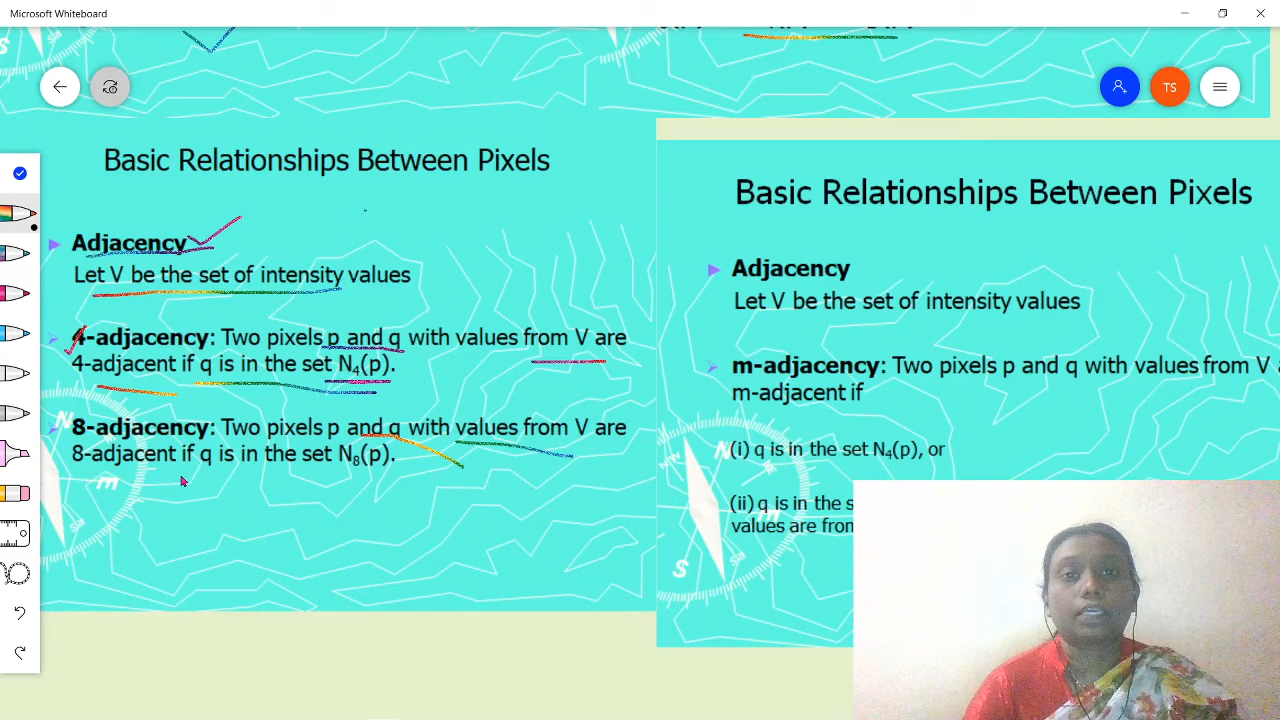 Microsoft Whiteboard
TS
Basic Relationships Between Pixels
Adjacency
Let V be the set of intensity values
4-adjacency: Two pixels p and q with values from V are
4-adjacent if q is in the set N₄(p).
8-adjacency: Two pixels p and q with values from V are
8-adjacent if q is in the set N₈(p).
N
m
Basic Relationships Between Pixels
Adjacency
Let V be the set of intensity values
m-adjacency: Two pixels p and q with values from V
m-adjacent if
(i) q is in the set N₄(p), or
(ii) q is in the s
values are from
N
S